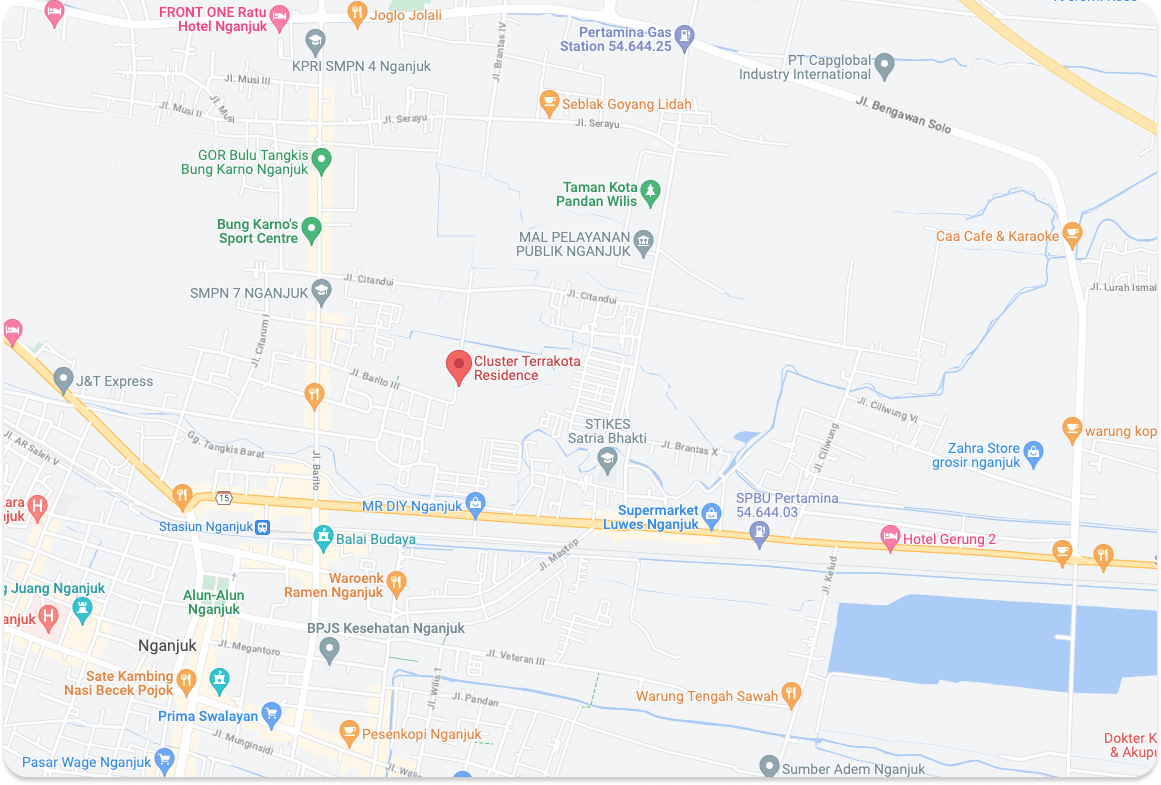 FRONT ONE Ratu
Hotel Nganjuk
Joglo Jolali
KPRI SMPN 4 Nganjuk
Jl. Brantas IV
Pertamina Gas
Station 54.644.25
PT Capglobal
Industry International
Jl. Musi III
Jl. Musi II
Jl. Musi
Jl. Serayu
Seblak Goyang Lidah
Jl. Serayu
Jl. Bengawan Solo
GOR Bulu Tangkis
Bung Karno Nganjuk
Taman Kota
Pandan Wilis
Bung Karno's
Sport Centre
MAL PELAYANAN
PUBLIK NGANJUK
Caa Cafe & Karaoke
Jl. Citandui
Jl. Citandui
SMPN 7 NGANJUK
Jl. Lurah Ismai
Jl. Citarum I
Cluster Terrakota
Residence
J&T Express
Jl. Barito III
Jl. Ciliwung Vi
STIKES
Satria Bhakti
Jl. Brantas X
Jl. Ciliwung
warung kop
Zahra Store
grosir nganjuk
Jl. AR Saleh V
Gg. Tangkis Barat
Jl. Barito
15
MR DIY Nganjuk
Supermarket
Luwes Nganjuk
SPBU Pertamina
54.644.03
Stasiun Nganjuk
Balai Budaya
Hotel Gerung 2
Jl. Mastrip
Jl. Kelud
Waroenk
Ramen Nganjuk
g Juang Nganjuk
Alun-Alun
Nganjuk
anjuk
BPJS Kesehatan Nganjuk
Nganjuk
Jl. Megantoro
Jl. Veteran III
Sate Kambing
Nasi Becek Pojok
Jl. Wilis 1
Jl. Pandan
Warung Tengah Sawah
Prima Swalayan
Pesenkopi Nganjuk
Jl. Munginsidi
Pasar Wage Nganjuk
Sumber Adem Nganjuk
Dokter K
& Akupu